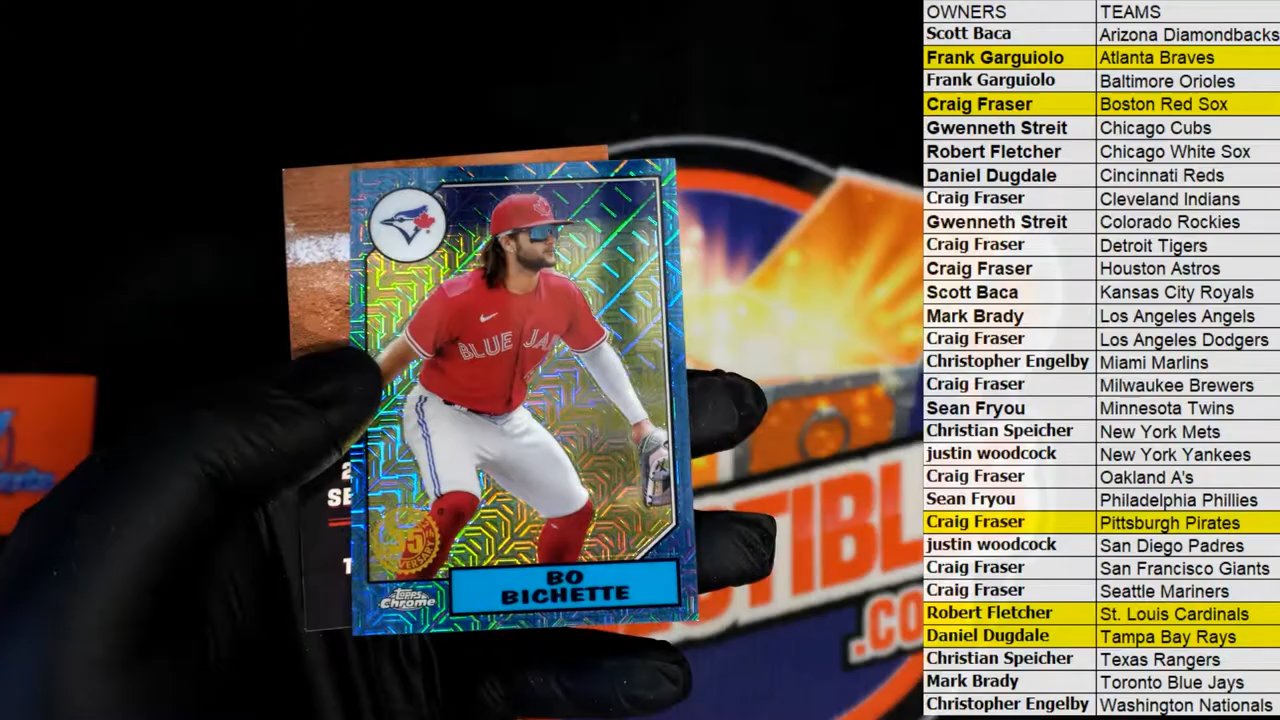 OWNERS TEAMS
Scott Baca Arizona Diamondbacks
Frank Garguiolo Atlanta Braves
Frank Garguiolo Baltimore Orioles
Craig Fraser Boston Red Sox
Gwenneth Streit Chicago Cubs
Robert Fletcher Chicago White Sox
Daniel Dugdale Cincinnati Reds
Craig Fraser Cleveland Indians
Gwenneth Streit Colorado Rockies
Craig Fraser Detroit Tigers
Craig Fraser Houston Astros
Scott Baca Kansas City Royals
Mark Brady Los Angeles Angels
Craig Fraser Los Angeles Dodgers
Christopher Engelby Miami Marlins
Craig Fraser Milwaukee Brewers
Sean Fryou Minnesota Twins
Christian Speicher New York Mets
justin woodcock New York Yankees
Craig Fraser Oakland A's
Sean Fryou Philadelphia Phillies
Craig Fraser Pittsburgh Pirates
justin woodcock San Diego Padres
Craig Fraser San Francisco Giants
Craig Fraser Seattle Mariners
Robert Fletcher St. Louis Cardinals
Daniel Dugdale Tampa Bay Rays
Christian Speicher Texas Rangers
Mark Brady Toronto Blue Jays
Christopher Engelby Washington Nationals
BLUE JA
Topps
Chrome
BO
BICHETTE
TIBL
.CO